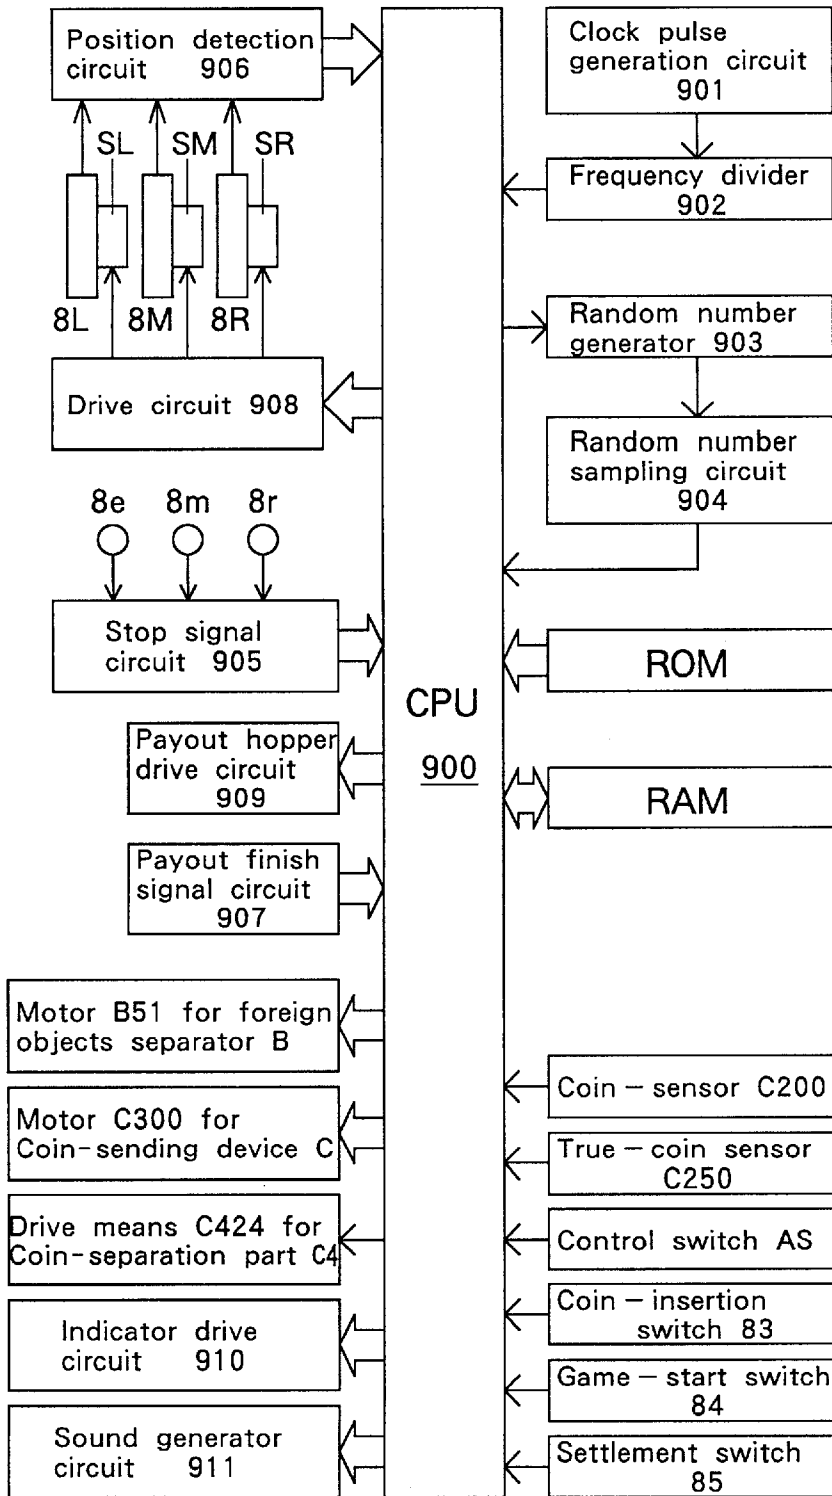 Position detection
circuit 906
SL SM SR
8L 8M 8R
Drive circuit 908
8e 8m 8r
Stop signal
circuit 905
Payout hopper
drive circuit
909
Payout finish
signal circuit
907
Motor B51 for foreign
objects separator B
Motor C300 for
Coin-sending device C
Drive means C424 for
Coin-separation part C4
Indicator drive
circuit 910
Sound generator
circuit 911
CPU
900
Clock pulse
generation circuit
901
Frequency divider
902
Random number
generator 903
Random number
sampling circuit
904
ROM
RAM
Coin-sensor C200
True-coin sensor
C250
Control switch AS
Coin-insertion
switch 83
Game-start switch
84
Settlement switch
85